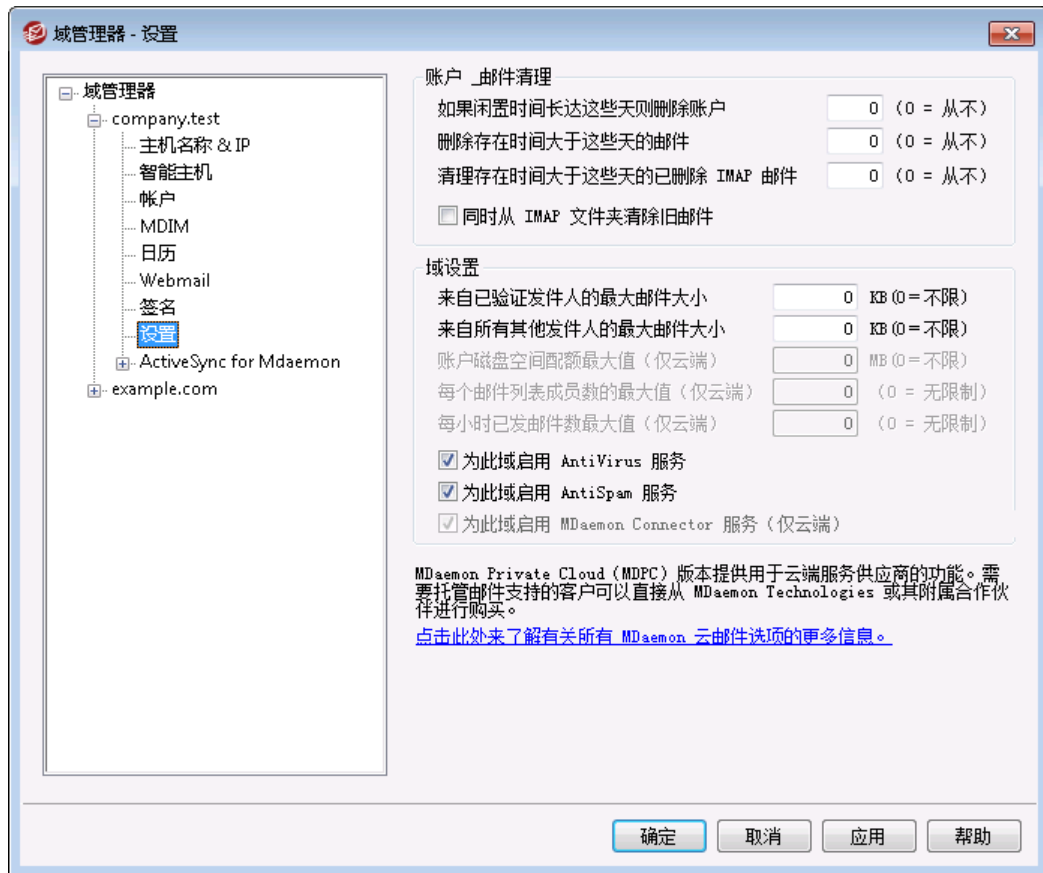 域管理器 - 设置
域管理器
company.test
主机名称 & IP
智能主机
帐户
MDIM
日历
Webmail
签名
设置
ActiveSync for Mdaemon
example.com
账户 _邮件清理
如果闲置时间长达这些天则删除账户 0 (0 = 从不)
删除存在时间大于这些天的邮件 0 (0 = 从不)
清理存在时间大于这些天的已删除 IMAP 邮件 0 (0 = 从不)
同时从 IMAP 文件夹清除旧邮件
域设置
来自已验证发件人的最大邮件大小 0 KB(0=不限)
来自所有其他发件人的最大邮件大小 0 KB(0=不限)
账户磁盘空间配额最大值（仅云端） 0 MB(0=不限)
每个邮件列表成员数的最大值（仅云端） 0 (0 = 无限制)
每小时已发邮件数最大值（仅云端） 0 (0 = 无限制)
为此域启用 AntiVirus 服务
为此域启用 AntiSpam 服务
为此域启用 MDaemon Connector 服务（仅云端）
MDaemon Private Cloud (MDPC) 版本提供用于云端服务供应商的功能。需
要托管邮件支持的客户可以直接从 MDaemon Technologies 或其附属合作伙
伴进行购买。
点击此处来了解有关所有 MDaemon 云邮件选项的更多信息。
确定 取消 应用 帮助